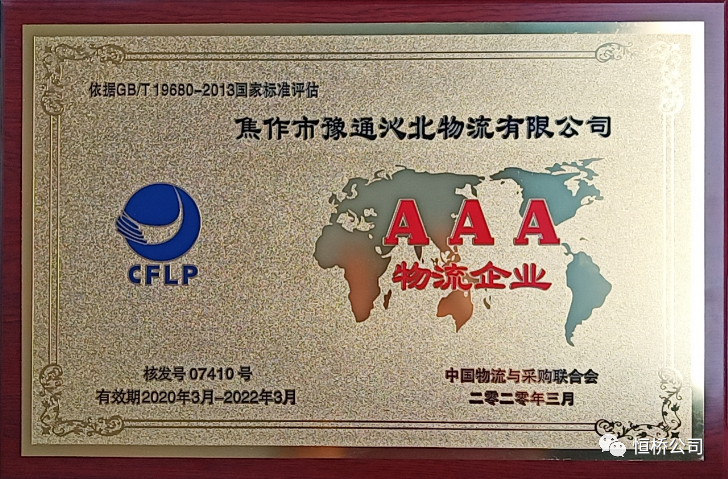 依据GB/T 19680-2013国家标准评估
焦作市豫通沁北物流有限公司
AAA
物流企业
CFLP
核发号 07410 号
有效期2020年3月-2022年3月
中国物流与采购联合会
二零二零年三月
恒桥公司